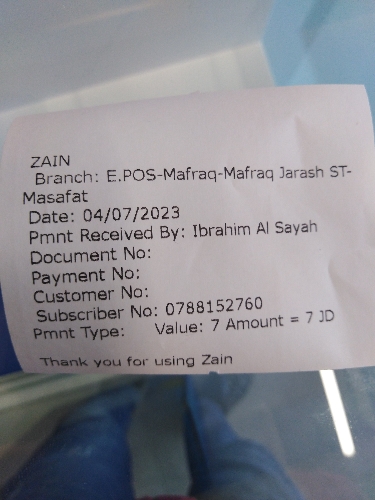 ZAIN
Branch: E.POS-Mafraq-Mafraq Jarash ST-
Masafat
Date: 04/07/2023
Pmnt Received By: Ibrahim Al Sayah
Document No:
Payment No:
Customer No:
Subscriber No: 0788152760
Pmnt Type: Value: 7 Amount = 7 JD
Thank you for using Zain